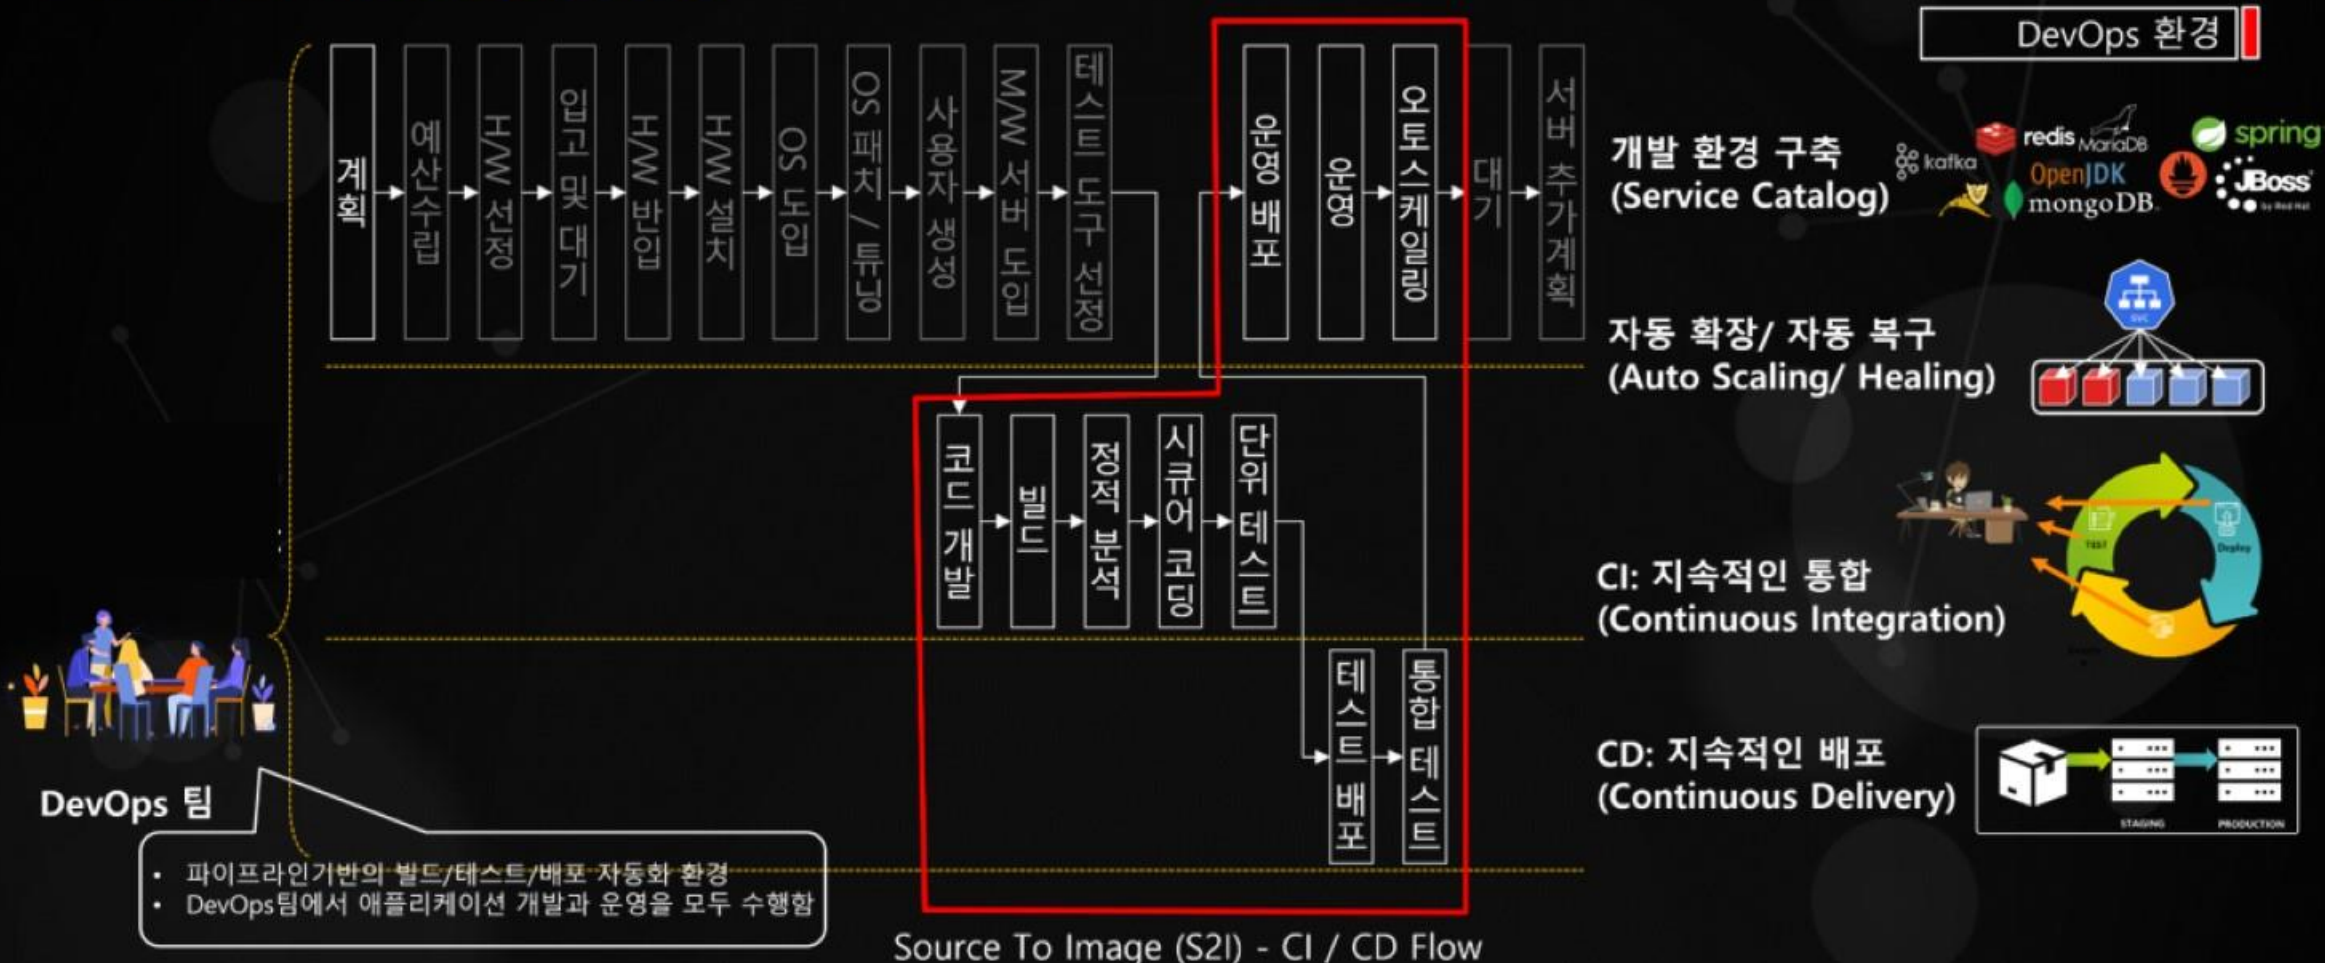 DevOps 환경
계획
예산수립
H/W 선정
입고 및 대기
H/W 반입
H/W 설치
OS 도입
OS 패치 / 튜닝
사용자 생성
M/W 서버 도입
테스트 도구 선정
운영 배포
운영
오토스케일링
대기
서버 추가계획
코드 개발
빌드
정적 분석
시큐어 코딩
단위 테스트
테스트 배포
통합 테스트
개발 환경 구축
(Service Catalog)
kafka
redis
MariaDB
spring
OpenJDK
mongoDB
JBoss
by Red Hat
자동 확장/ 자동 복구
(Auto Scaling/ Healing)
SVC
CI: 지속적인 통합
(Continuous Integration)
TEST
Deploy
CD: 지속적인 배포
(Continuous Delivery)
STAGING
PRODUCTION
DevOps 팀
• 파이프라인기반의 빌드/테스트/배포 자동화 환경
• DevOps팀에서 애플리케이션 개발과 운영을 모두 수행함
Source To Image (S2I) - CI / CD Flow